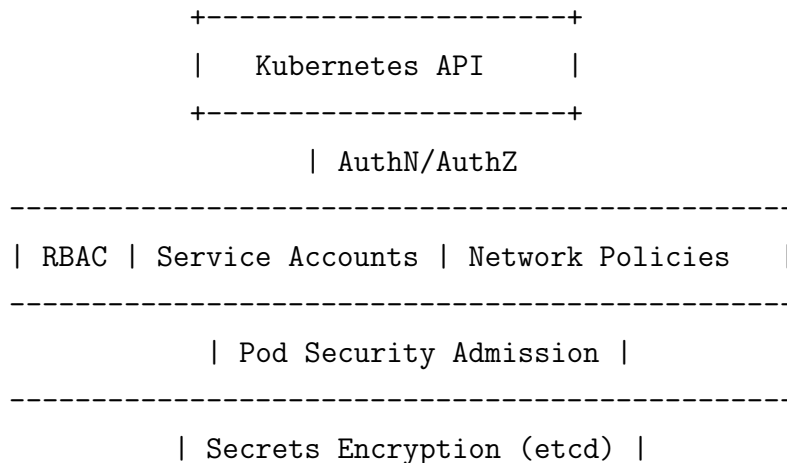 +----------------------+
|   Kubernetes API     |
+----------------------+
| AuthN/AuthZ
------------------------------------------------
| RBAC | Service Accounts | Network Policies   |
------------------------------------------------
| Pod Security Admission |
------------------------------------------------
| Secrets Encryption (etcd) |